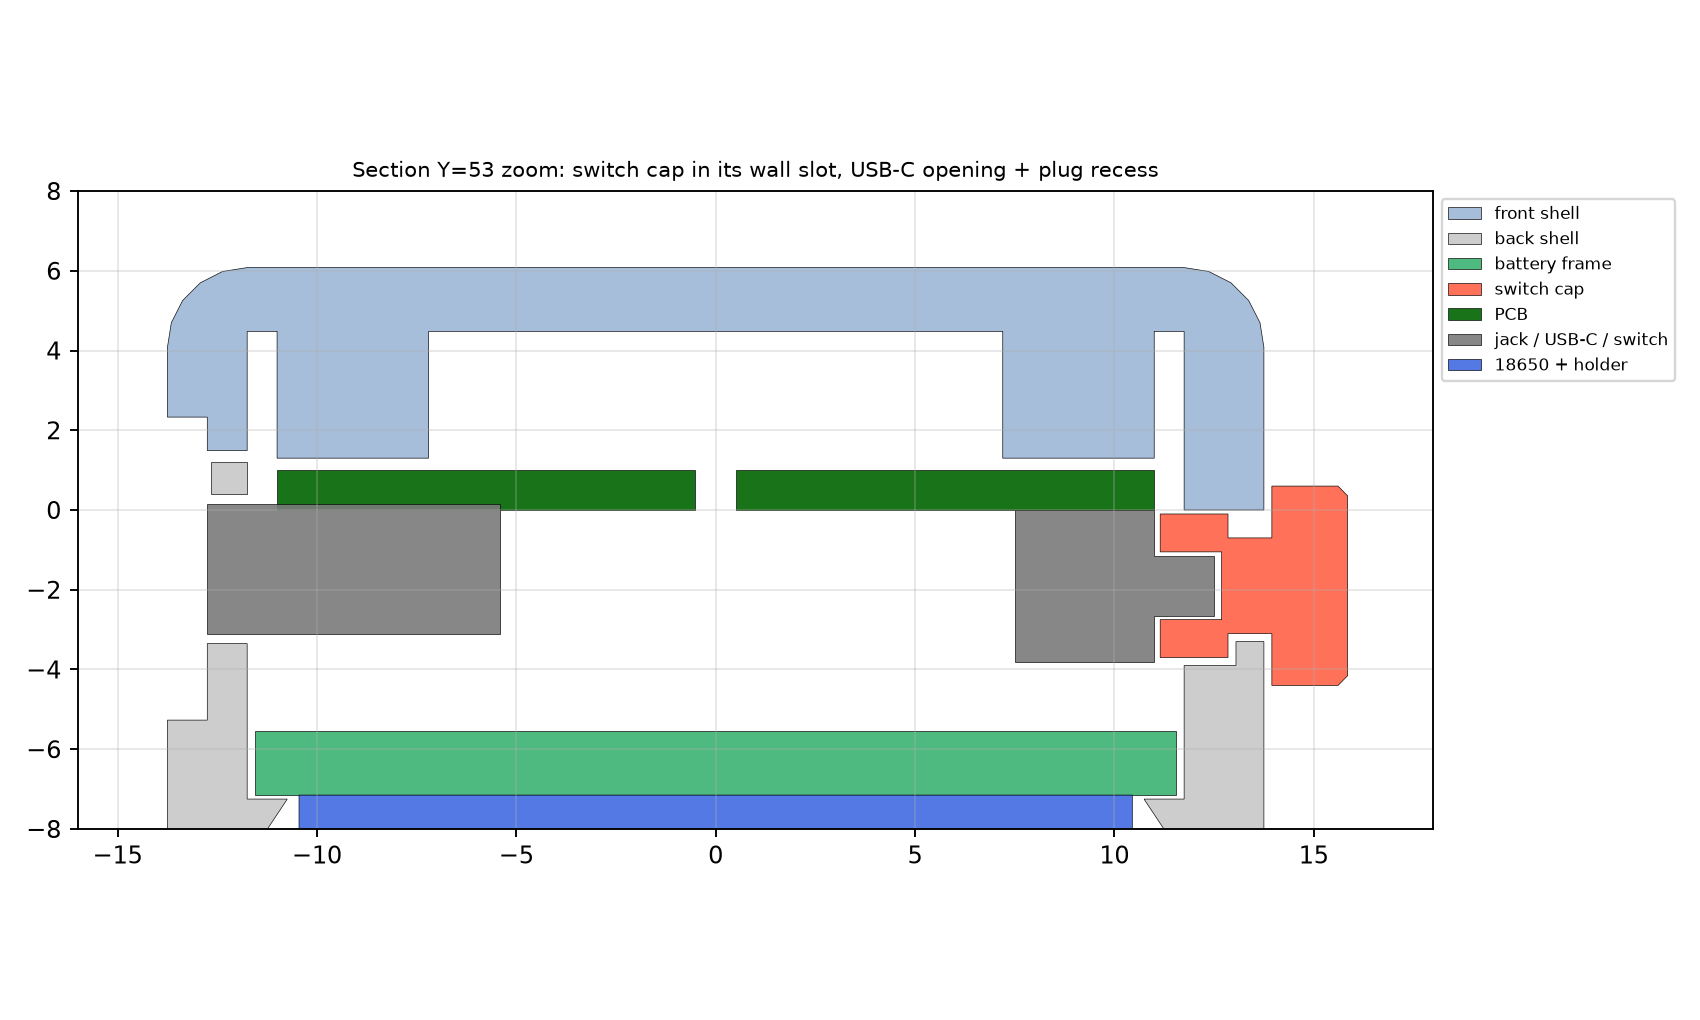 Section Y=53 zoom: switch cap in its wall slot, USB-C opening + plug recess
8
6
4
2
0
−2
−4
−6
−8
−15
−10
−5
0
5
10
15
front shell
back shell
battery frame
switch cap
PCB
jack / USB-C / switch
18650 + holder